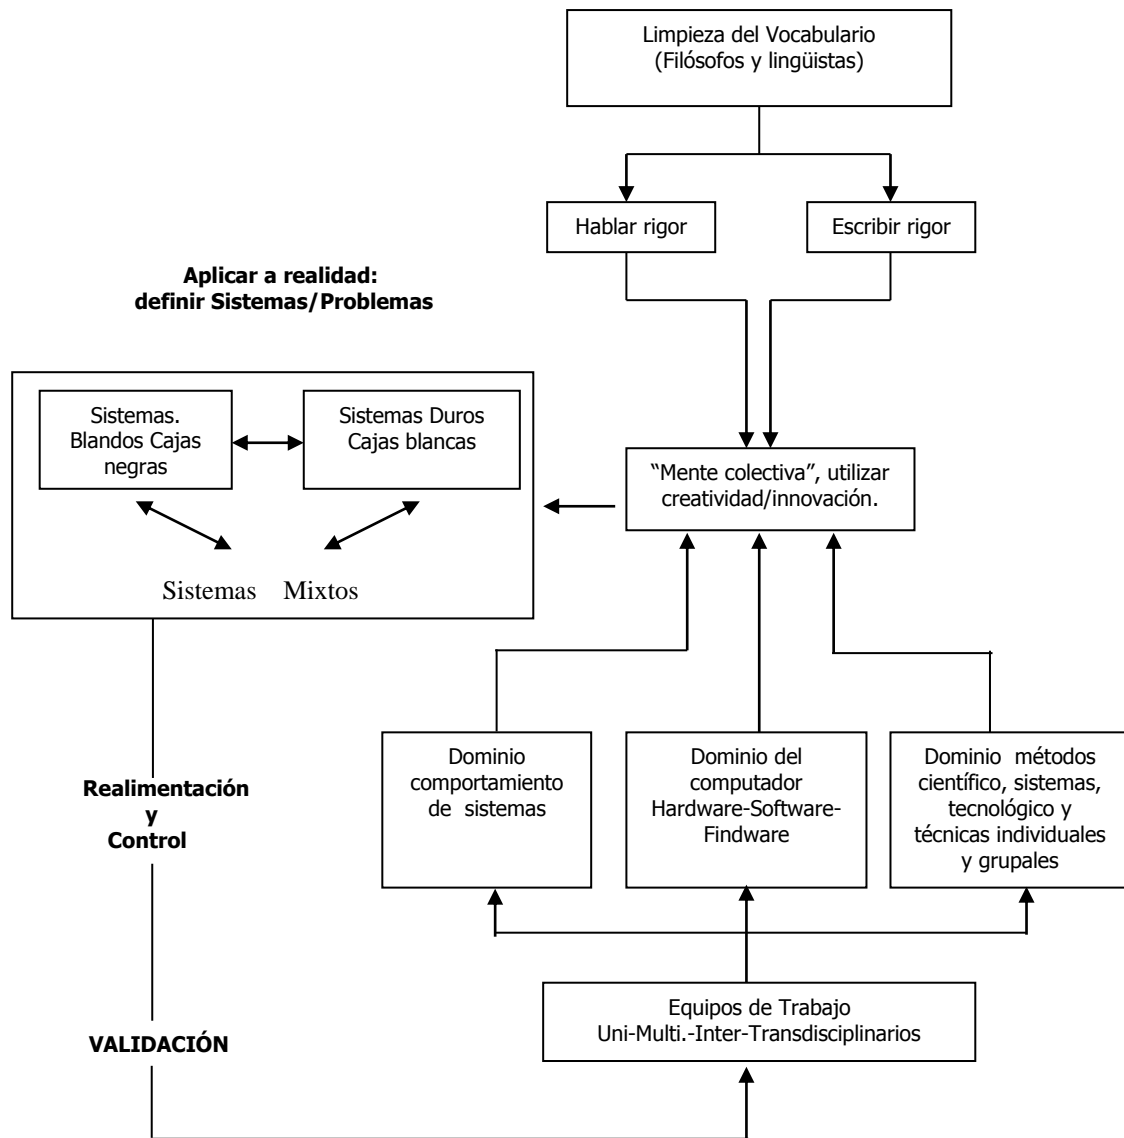 Limpieza del Vocabulario
(Filósofos y lingüistas)
Hablar rigor
Escribir rigor
Aplicar a realidad:
definir Sistemas/Problemas
Sistemas.
Blandos Cajas
negras
Sistemas Duros
Cajas blancas
“Mente colectiva”, utilizar
creatividad/innovación.
Sistemas Mixtos
Dominio
comportamiento
de sistemas
Dominio del
computador
Hardware-Software-
Findware
Dominio métodos
científico, sistemas,
tecnológico y
técnicas individuales
y grupales
Realimentación
y
Control
Equipos de Trabajo
Uni-Multi.-Inter-Transdisciplinarios
VALIDACIÓN